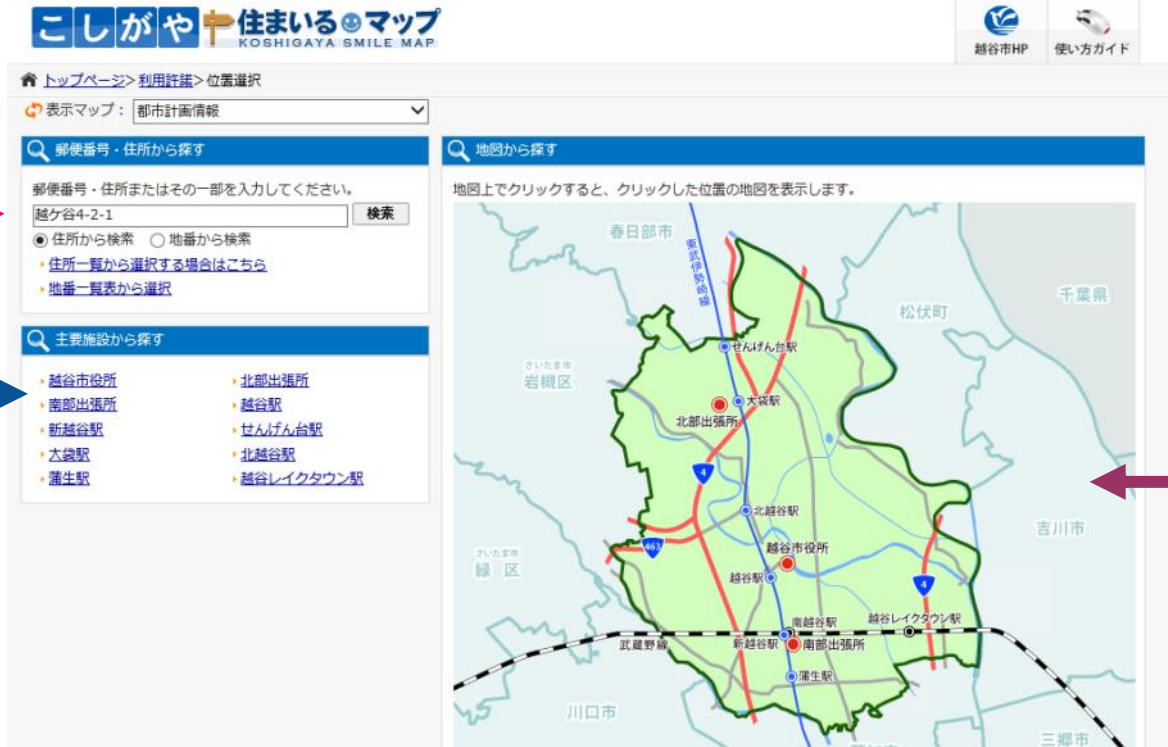 こしがや住まいるマップ
KOSHIGAYA SMILE MAP
越谷市HP
使い方ガイド
トップページ>利用許諾>位置選択
表示マップ： 都市計画情報
郵便番号・住所から探す
郵便番号・住所またはその一部を入力してください。
越ケ谷4-2-1
検索
住所から検索 地番から検索
住所一覧から選択する場合はこちら
地番一覧表から選択
主要施設から探す
越谷市役所 北部出張所
南部出張所 越谷駅
新越谷駅 せんげん台駅
大袋駅 北越谷駅
蒲生駅 越谷レイクタウン駅
地図から探す
地図上でクリックすると、クリックした位置の地図を表示します。
春日部市
東武伊勢崎線
千葉県
松伏町
せんげん台駅
さいたま市
岩槻区
大袋駅
北部出張所
4
北越谷駅
吉川市
463
越谷市役所
さいたま市
緑区
越谷駅
4
南越谷駅
越谷レイクタウン駅
武蔵野線
新越谷駅
南部出張所
蒲生駅
川口市
三郷市